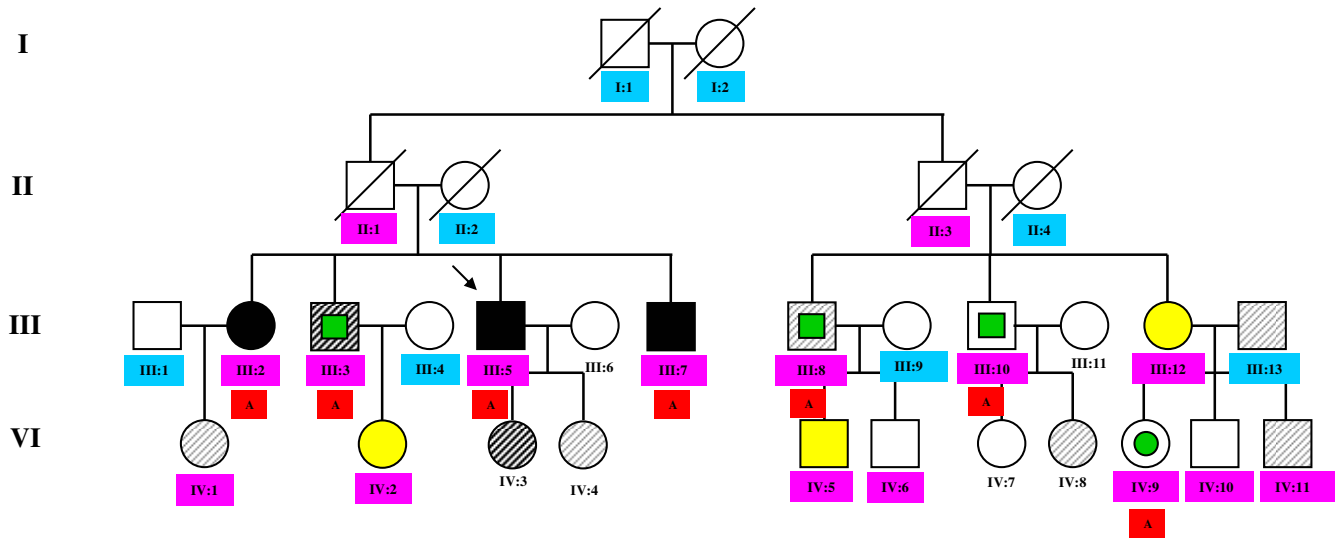 I
I:1 I:2
II
II:1 II:2 II:3 II:4
III
III:1 III:2 III:3 III:4 III:5 III:6 III:7 III:8 III:9 III:10 III:11 III:12 III:13
A A A A A A
VI
IV:1 IV:2 IV:3 IV:4 IV:5 IV:6 IV:7 IV:8 IV:9 IV:10 IV:11
A